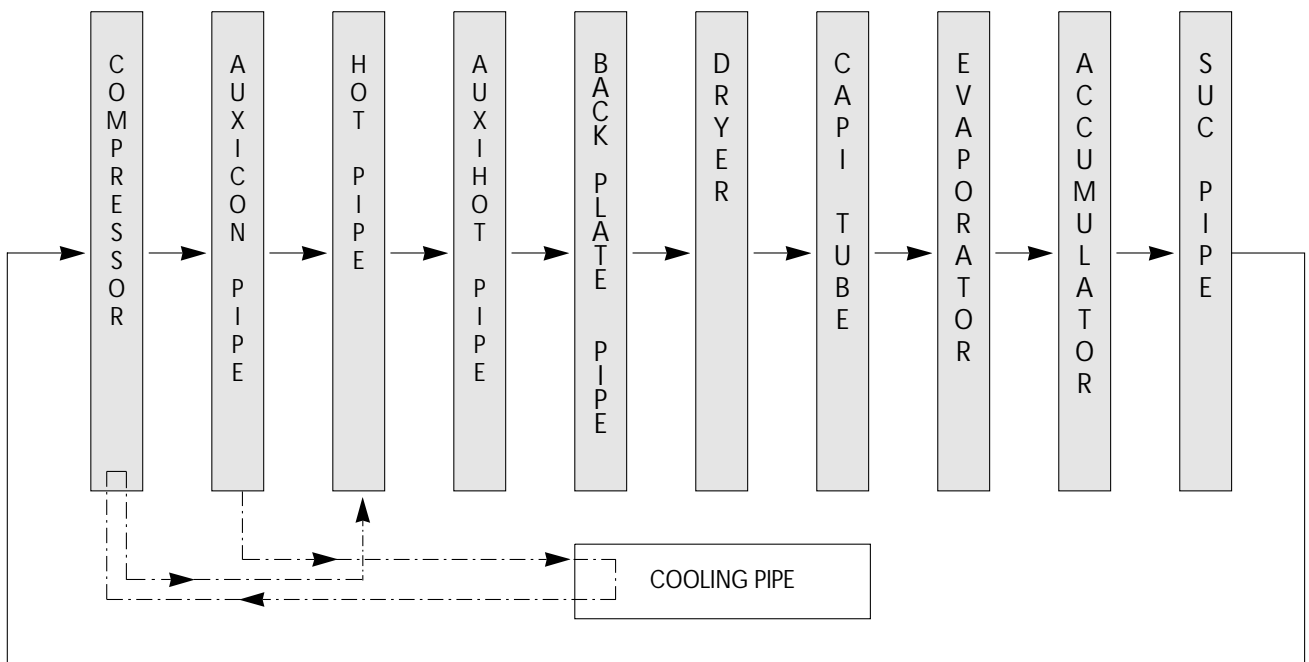 COMPRESSOR
AUXICON PIPE
HOT PIPE
AUXIHOT PIPE
BACK PLATE PIPE
DRYER
CAPI TUBE
EVAPORATOR
ACCUMULATOR
SUC PIPE
COOLING PIPE